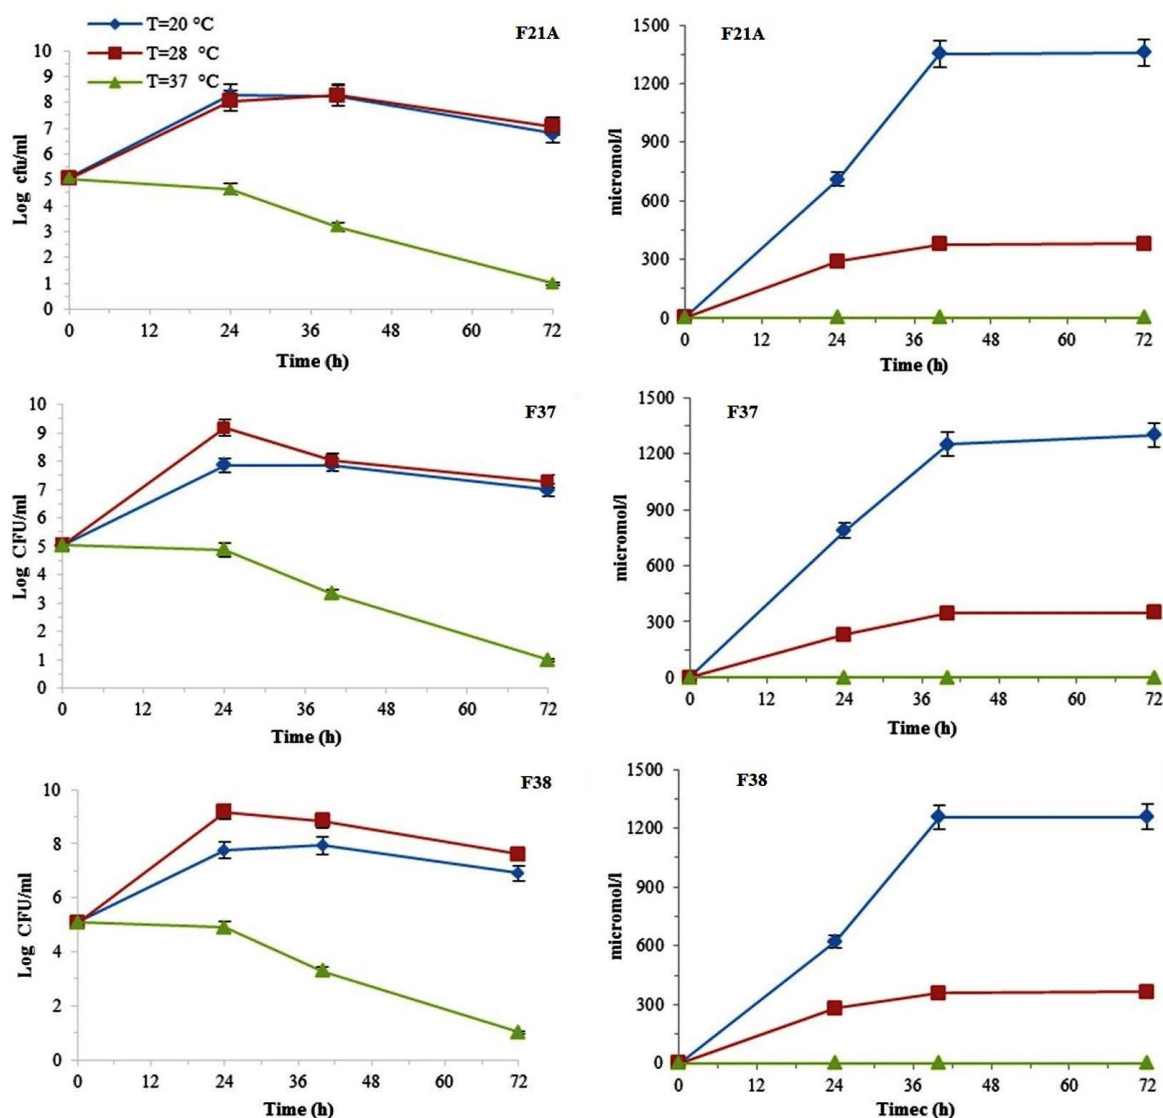 T=20 °C
T=28 °C
T=37 °C
F21A
Log cfu/ml
10
9
8
7
6
5
4
3
2
1
0
0 12 24 36 48 60 72
Time (h)
F21A
micromol/l
1500
1200
900
600
300
0
0 12 24 36 48 60 72
Time (h)
F37
Log CFU/ml
10
9
8
7
6
5
4
3
2
1
0
0 12 24 36 48 60 72
Time (h)
F37
micromol/l
1500
1200
900
600
300
0
0 12 24 36 48 60 72
Time (h)
F38
Log CFU/ml
10
8
6
4
2
0
0 12 24 36 48 60 72
Time (h)
F38
micromol/l
1500
1200
900
600
300
0
0 12 24 36 48 60 72
Timec (h)